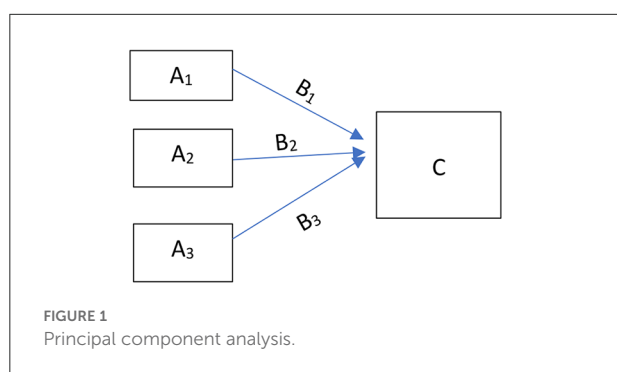 A₁
B₁
A₂
B₂
C
A₃
B₃
FIGURE 1
Principal component analysis.